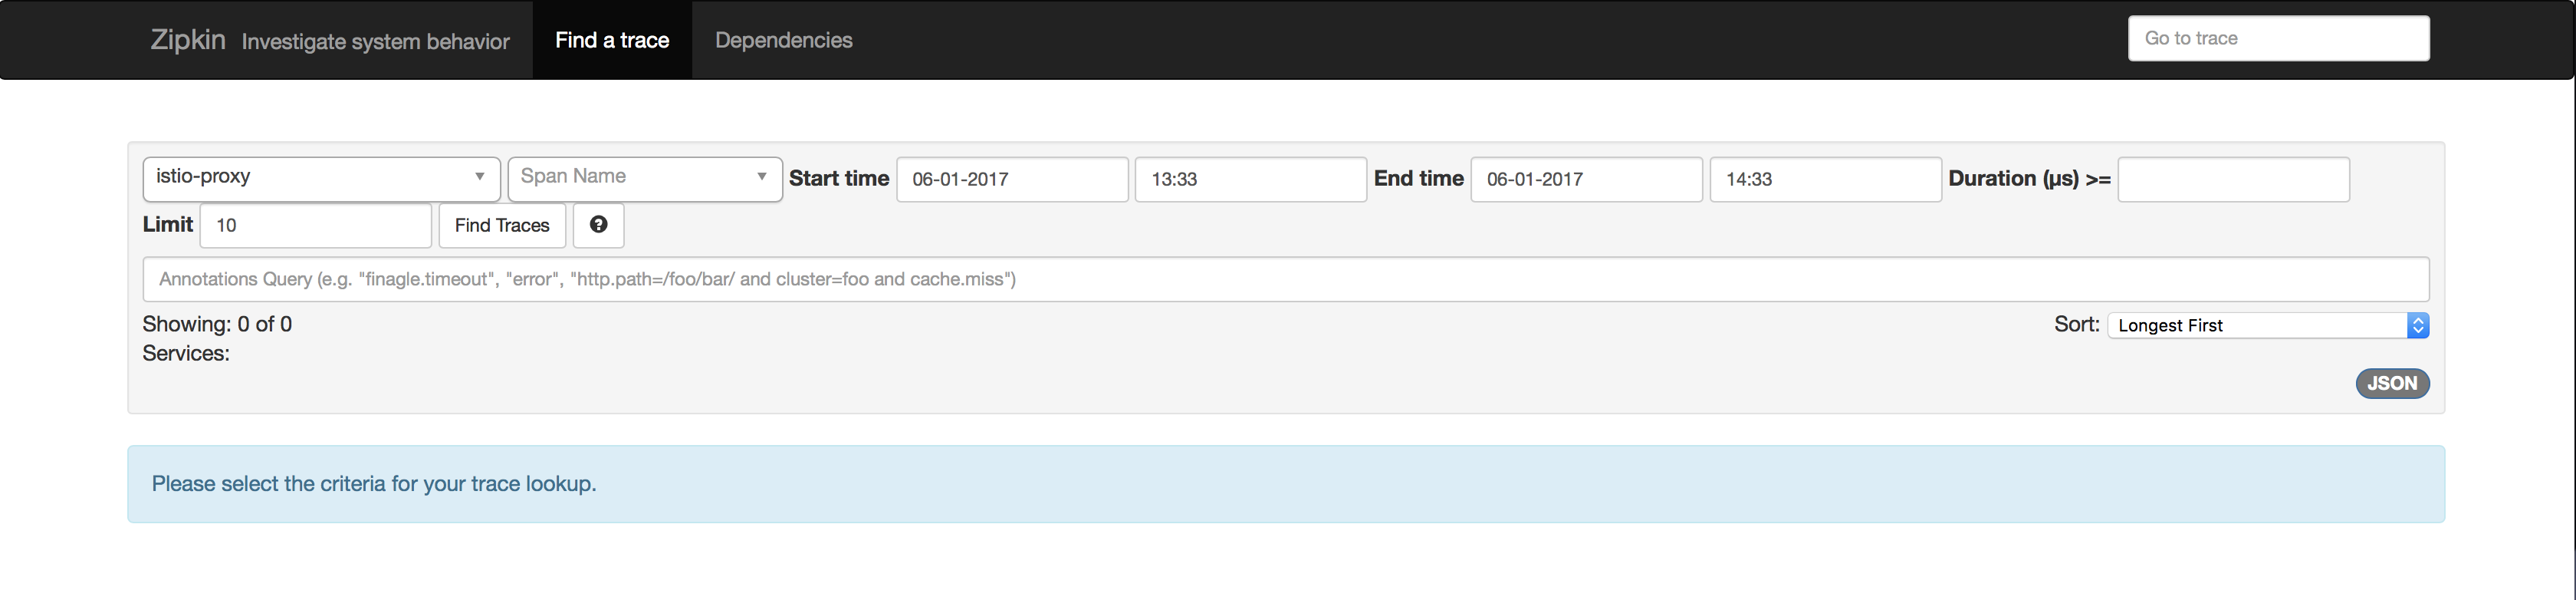 Zipkin Investigate system behavior Find a trace Dependencies Go to trace
istio-proxy Span Name Start time 06-01-2017 13:33 End time 06-01-2017 14:33 Duration (µs) >=
Limit 10 Find Traces ?
Annotations Query (e.g. "finagle.timeout", "error", "http.path=/foo/bar/ and cluster=foo and cache.miss")
Showing: 0 of 0 Sort: Longest First
Services:
JSON
Please select the criteria for your trace lookup.